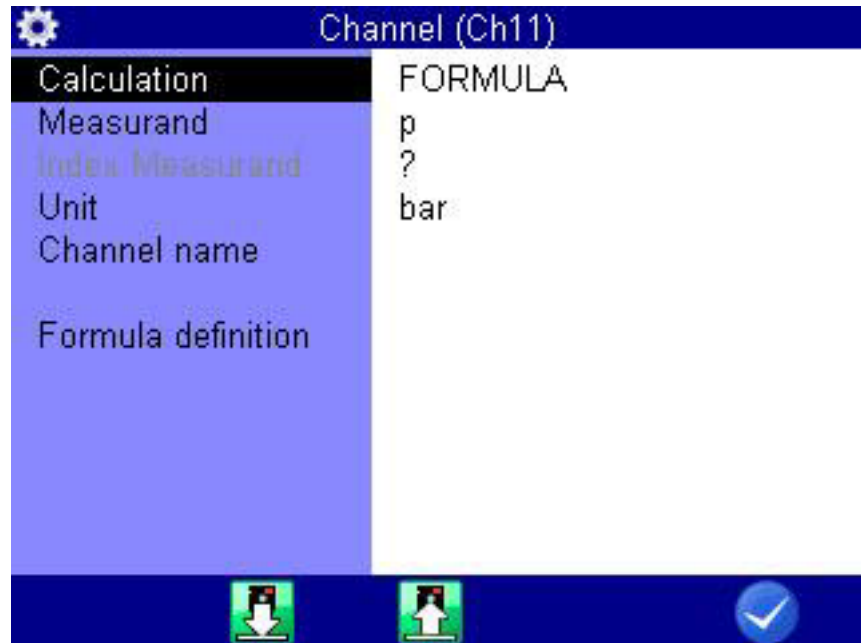 Channel (Ch11)
Calculation FORMULA
Measurand p
Index Measurand ?
Unit bar
Channel name
Formula definition